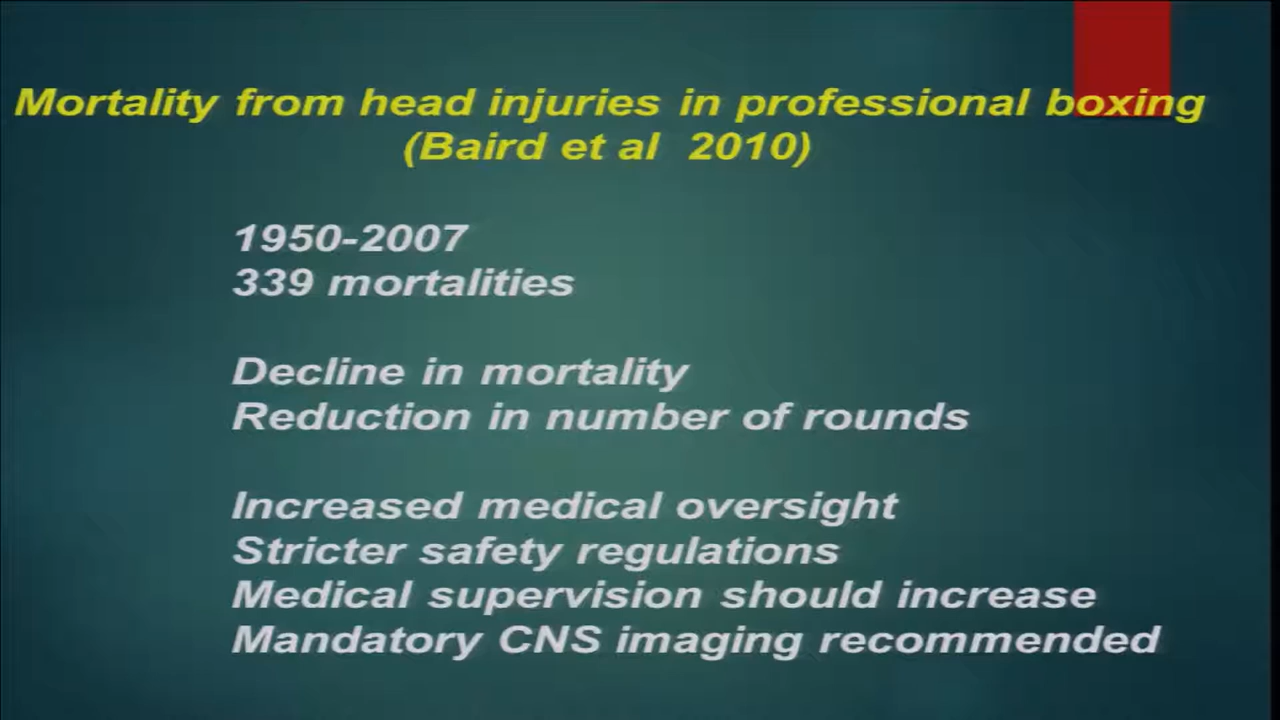 Mortality from head injuries in professional boxing
(Baird et al 2010)
1950-2007
339 mortalities
Decline in mortality
Reduction in number of rounds
Increased medical oversight
Stricter safety regulations
Medical supervision should increase
Mandatory CNS imaging recommended